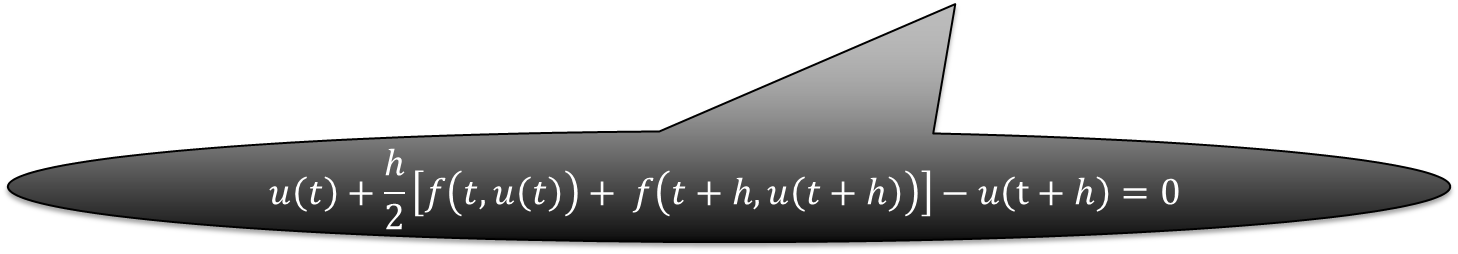 u(t) + h/2 [f(t, u(t)) + f(t + h, u(t + h))] − u(t + h) = 0